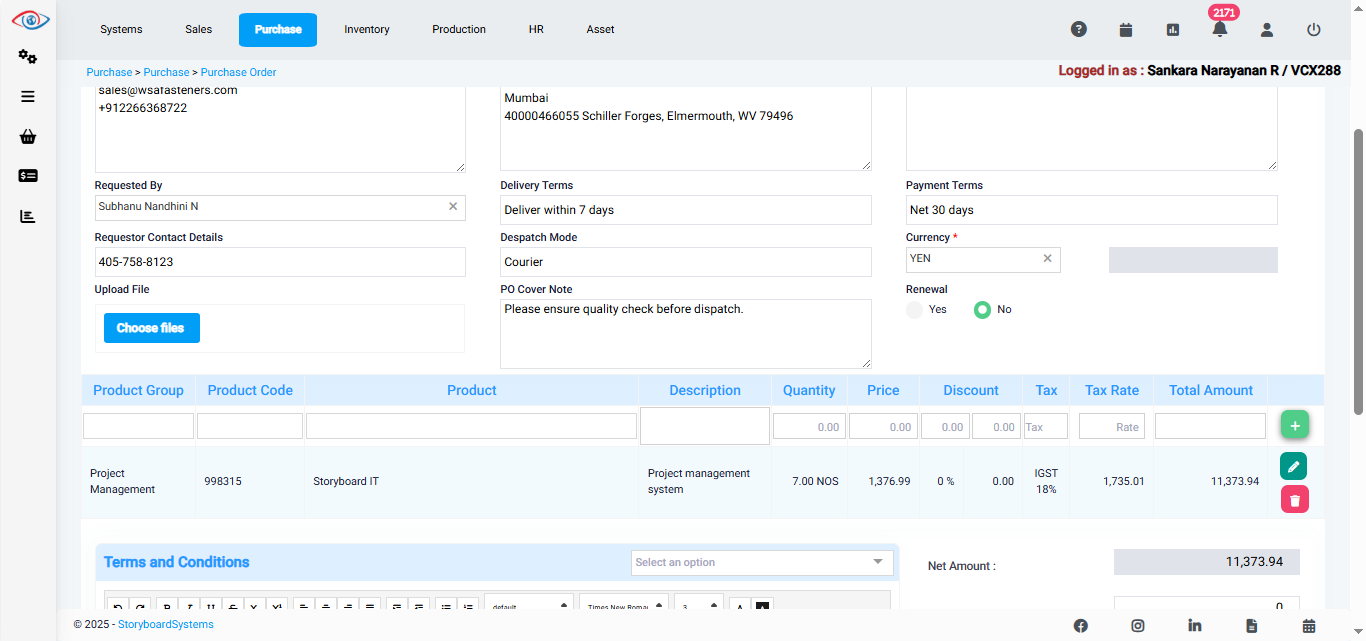 2171
Systems Sales Purchase Inventory Production HR Asset
Purchase > Purchase > Purchase Order
Logged in as : Sankara Narayanan R / VCX288
sales@wsafasteners.com
+912266368722
Mumbai
40000466055 Schiller Forges, Elmermouth, WV 79496
Requested By Delivery Terms Payment Terms
Subhanu Nandhini N × Deliver within 7 days Net 30 days
Requestor Contact Details Despatch Mode Currency *
405-758-8123 Courier YEN ×
Upload File PO Cover Note Renewal
Choose files
Please ensure quality check before dispatch.
Yes No
Product Group Product Code Product Description Quantity Price Discount Tax Tax Rate Total Amount
0.00 0.00 0.00 0.00 Tax Rate +
Project
Management
998315 Storyboard IT
Project management
system
7.00 NOS 1,376.99 0 % 0.00
IGST
18%
1,735.01 11,373.94
Terms and Conditions Select an option
Net Amount : 11,373.94
default Times New Roma 3 A
0
© 2025 - StoryboardSystems